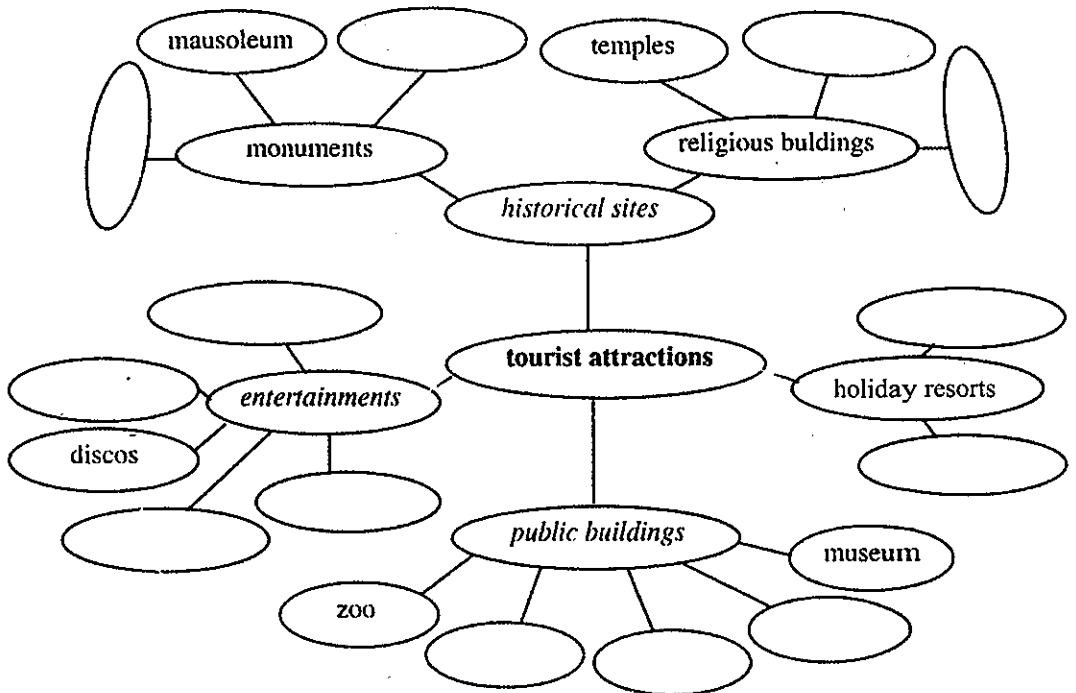 mausoleum
temples
monuments
religious buldings
historical sites
tourist attractions
entertainments
holiday resorts
discos
public buildings
museum
zoo